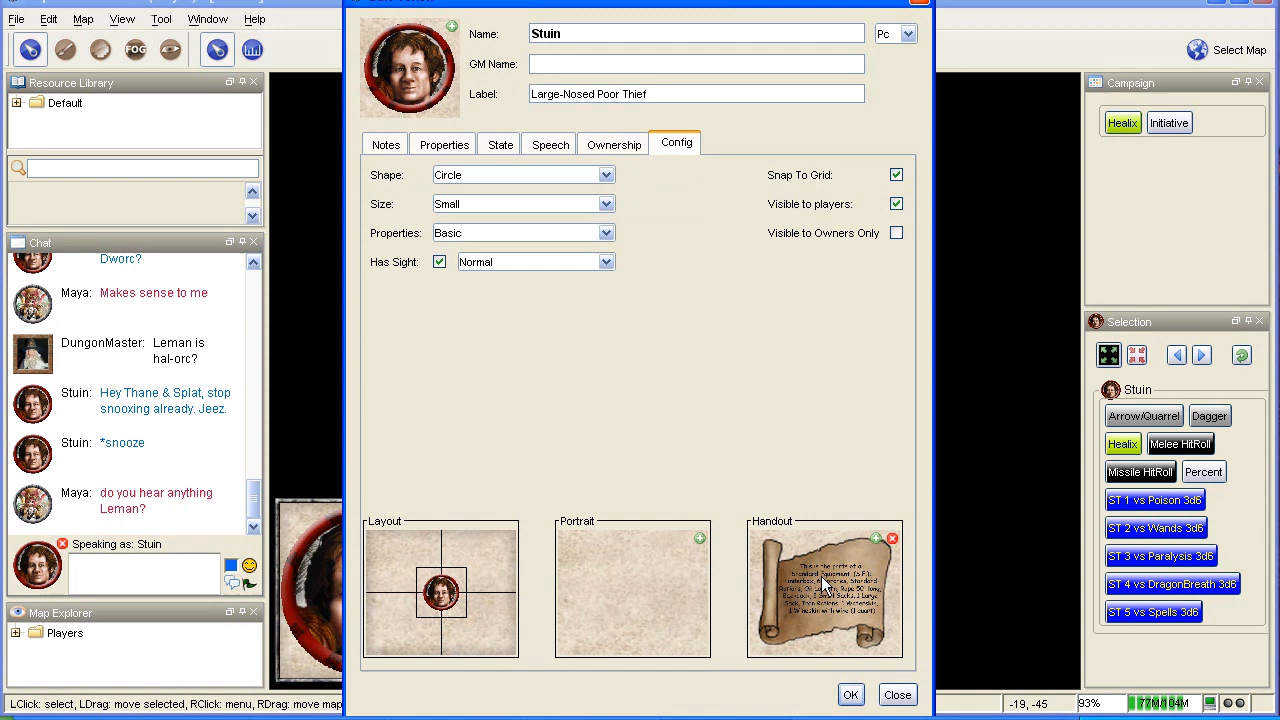 File Edit Map View Tool Window Help
FOG
Select Map
Resource Library
Default
Chat
Dworc?
Maya: Makes sense to me
DungonMaster: Leman is
hal-orc?
Stuin: Hey Thane & Splat, stop
snooxing already. Jeez.
Stuin: *snooze
Maya: do you hear anything
Leman?
Speaking as: Stuin
Map Explorer
Players
Name: Stuin Pc
GM Name:
Label: Large-Nosed Poor Thief
Notes Properties State Speech Ownership Config
Shape: Circle
Size: Small
Properties: Basic
Has Sight: Normal
Snap To Grid:
Visible to players:
Visible to Owners Only
Layout
Portrait
Handout
This is the
of a
OK Close
Campaign
Healix Initiative
Selection
Stuin
Arrow/Quarrel Dagger
Healix Melee HitRoll
Missile HitRoll Percent
ST 1 vs Poison 3d6
ST 2 vs Wands 3d6
ST 3 vs Paralysis 3d6
ST 4 vs DragonBreath 3d6
ST 5 vs Spells 3d6
LClick: select, LDrag: move selected, RClick: menu, RDrag: move map
-19, -45 93% 77M/104M